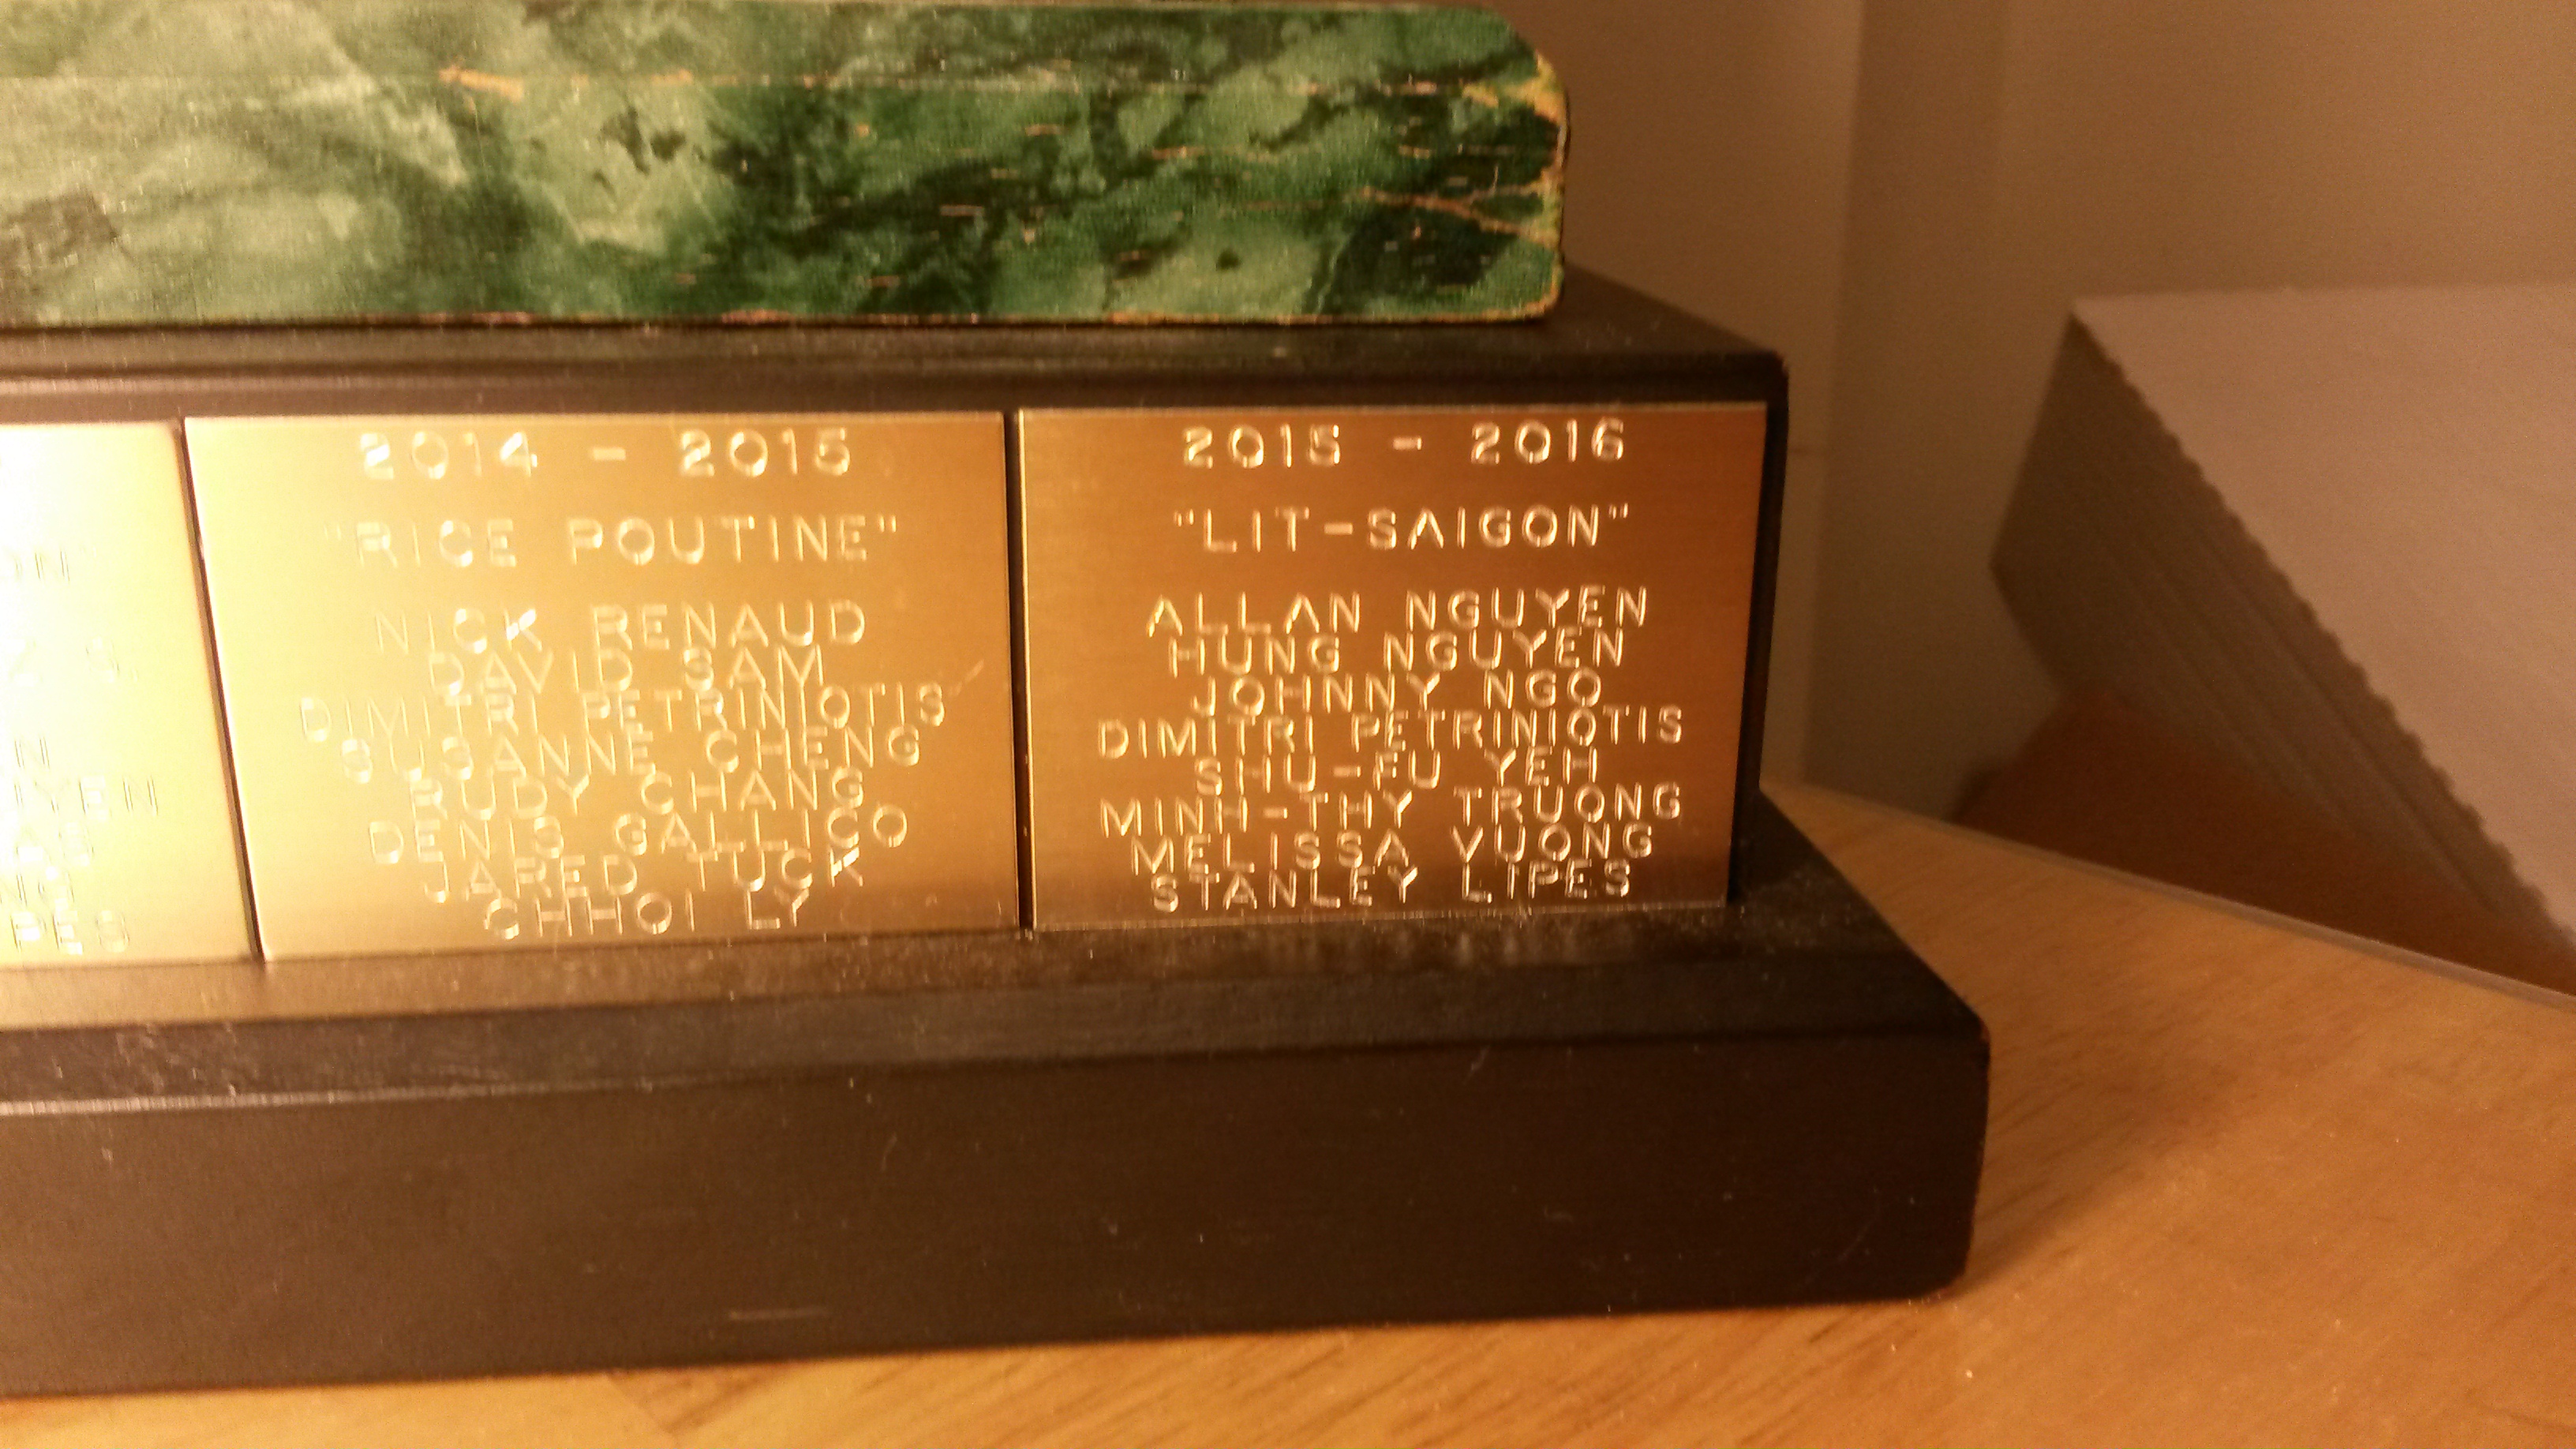 2014 - 2015
"RICE POUTINE"
NICK RENAUD
DAVID SAM
DIMITRI PETRINIOTIS
SUSANNE CHENG
RUDY CHANG
DENIS GALLICO
JARED TUCK
CHHOI LY
2015 - 2016
"LIT-SAIGON"
ALLAN NGUYEN
HUNG NGUYEN
JOHNNY NGO
DIMITRI PETRINIOTIS
SHU-FU YEH
MINH-THY TRUONG
MELISSA VUONG
STANLEY LIPES